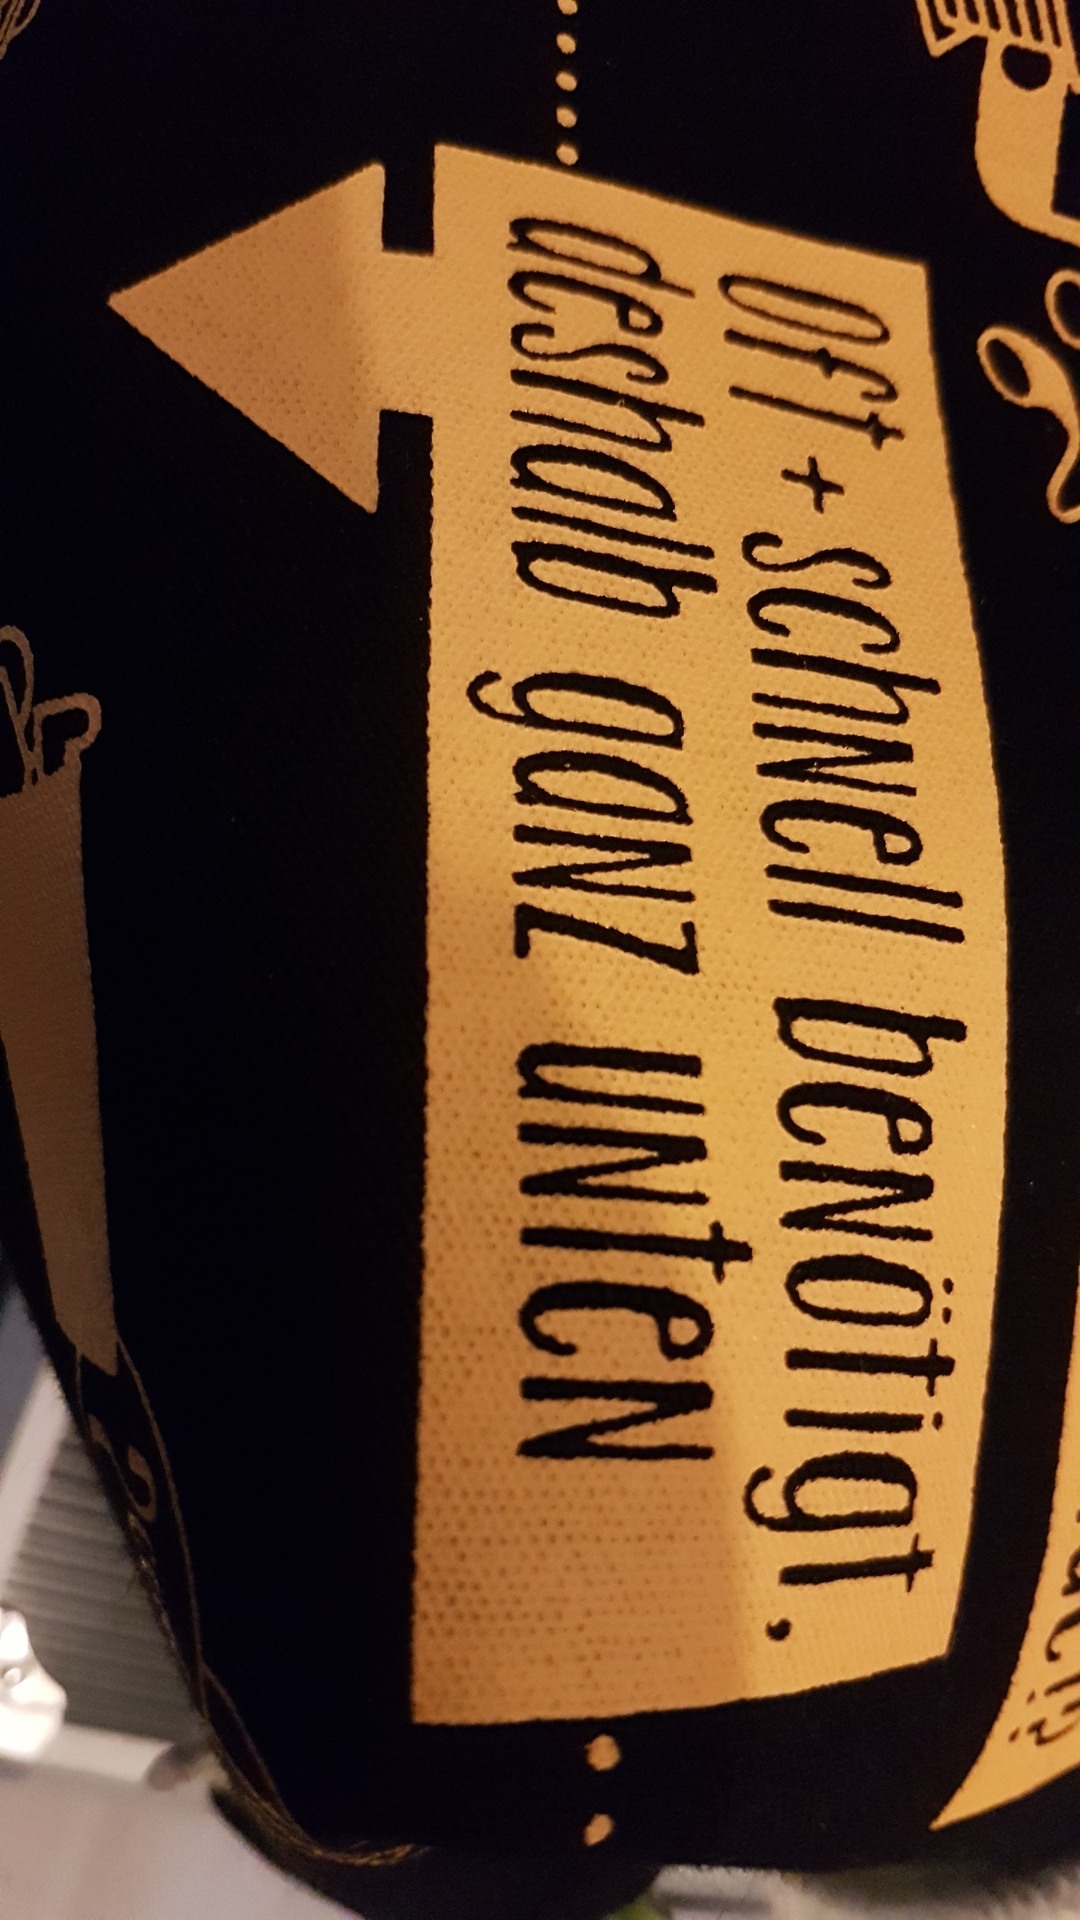 oft + schnell benötigt,
deshalb ganz unten